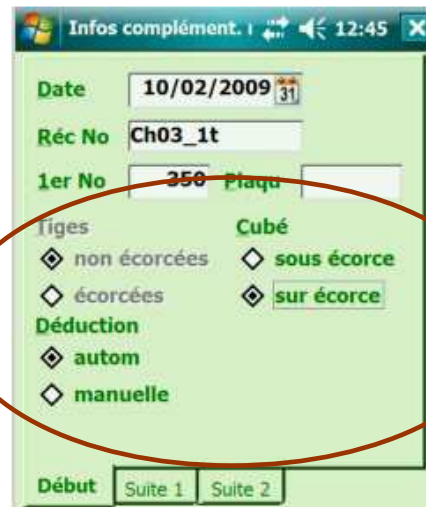 Infos complément. 12:45
Date 10/02/2009 31
Réc No Ch03_1t
1er No 350 Plaqu
Tiges Cubé
non écorcées sous écorce
écorcées sur écorce
Déduction
autom
manuelle
Début Suite 1 Suite 2